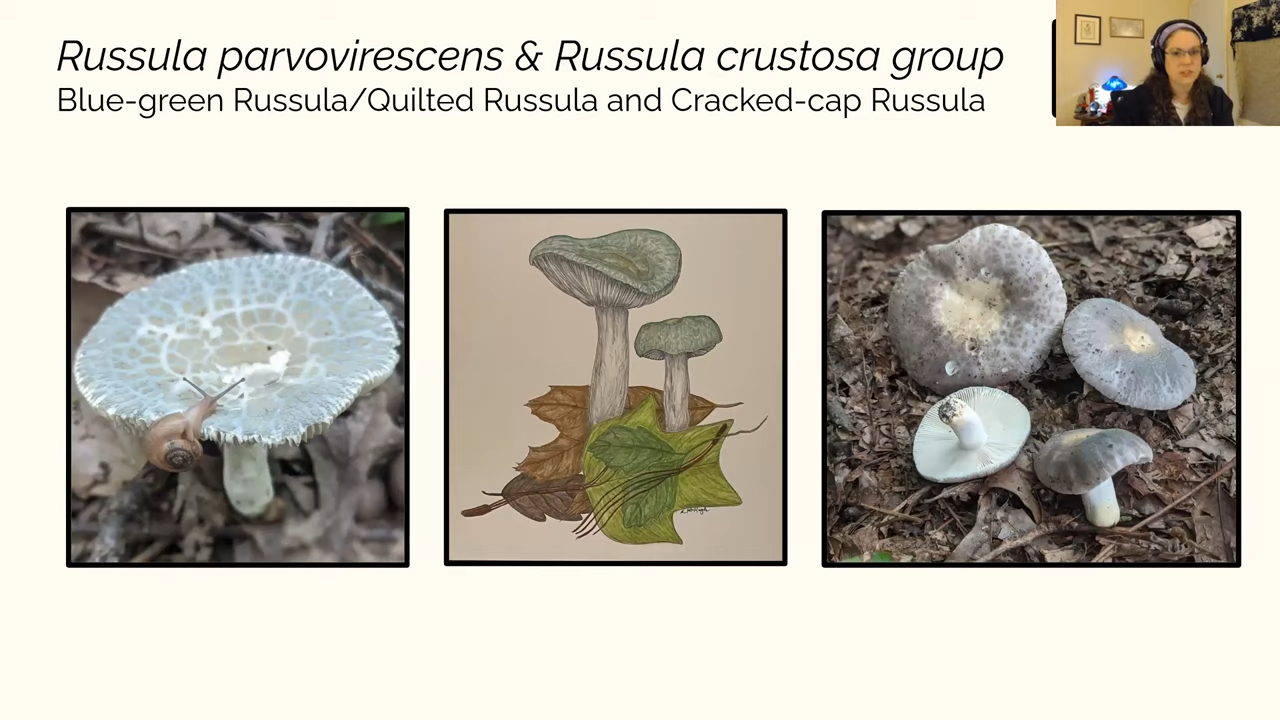 Russula parvovirescens & Russula crustosa group
Blue-green Russula/Quilted Russula and Cracked-cap Russula